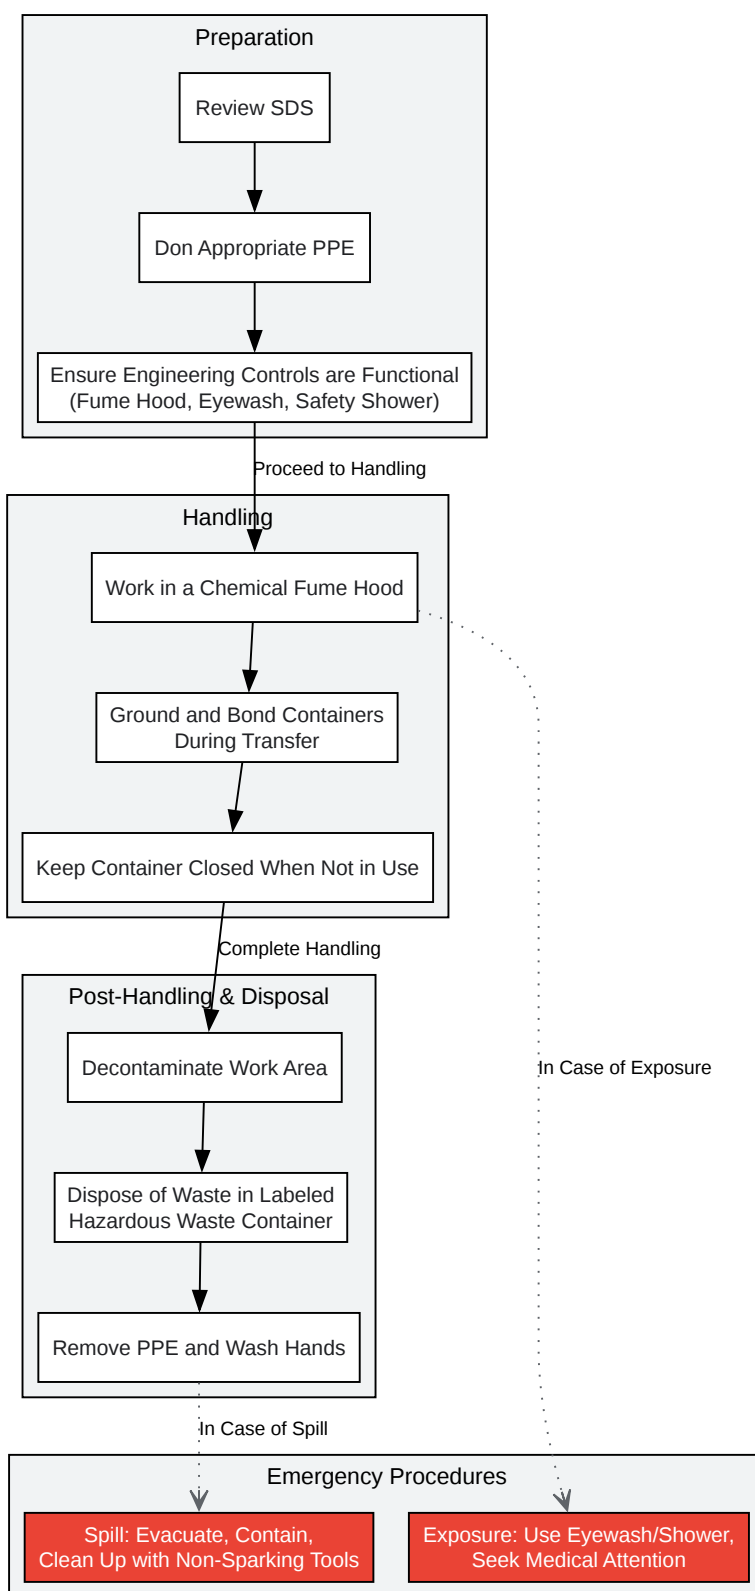 Preparation
Review SDS
Don Appropriate PPE
Ensure Engineering Controls are Functional
(Fume Hood, Eyewash, Safety Shower)
Proceed to Handling
Handling
Work in a Chemical Fume Hood
Ground and Bond Containers
During Transfer
Keep Container Closed When Not in Use
Complete Handling
Post-Handling & Disposal
Decontaminate Work Area
In Case of Exposure
Dispose of Waste in Labeled
Hazardous Waste Container
Remove PPE and Wash Hands
In Case of Spill
Emergency Procedures
Spill: Evacuate, Contain,
Clean Up with Non-Sparking Tools
Exposure: Use Eyewash/Shower,
Seek Medical Attention